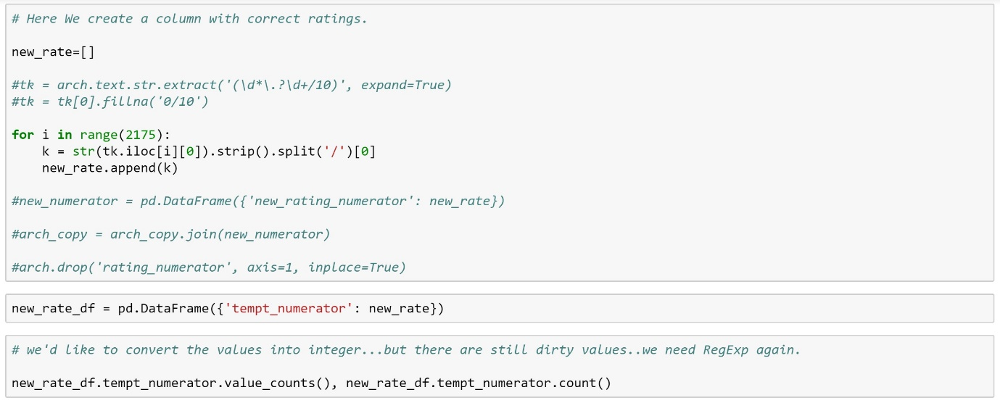 # Here We create a column with correct ratings.
new_rate=[]
#tk = arch.text.str.extract('(\d*\.?\d+/10)', expand=True)
#tk = tk[0].fillna('0/10')
for i in range(2175):
    k = str(tk.iloc[i][0]).strip().split('/')[0]
    new_rate.append(k)
#new_numerator = pd.DataFrame({'new_rating_numerator': new_rate})
#arch_copy = arch_copy.join(new_numerator)
#arch.drop('rating_numerator', axis=1, inplace=True)
new_rate_df = pd.DataFrame({'tempt_numerator': new_rate})
# we'd like to convert the values into integer...but there are still dirty values..we need RegExp again.
new_rate_df.tempt_numerator.value_counts(), new_rate_df.tempt_numerator.count()